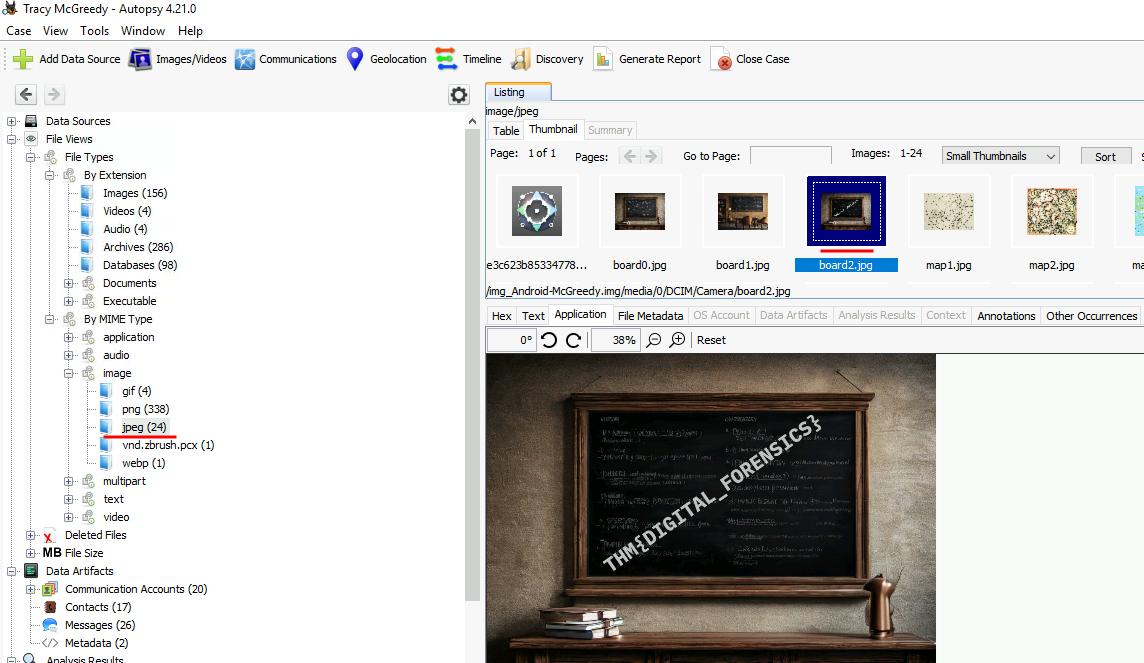 Tracy McGreedy - Autopsy 4.21.0
Case View Tools Window Help
Add Data Source Images/Videos Communications Geolocation Timeline Discovery Generate Report Close Case
Data Sources
File Views
File Types
By Extension
Images (156)
Videos (4)
Audio (4)
Archives (286)
Databases (98)
Documents
Executable
By MIME Type
application
audio
image
gif (4)
png (338)
jpeg (24)
vnd.zbrush.pcx (1)
webp (1)
multipart
text
video
Deleted Files
MB File Size
Data Artifacts
Communication Accounts (20)
Contacts (17)
Messages (26)
Metadata (2)
Analysis Results
Listing
image/jpeg
Table Thumbnail Summary
Page: 1 of 1 Pages: Go to Page: Images: 1-24 Small Thumbnails Sort
e3c623b85334778... board0.jpg board1.jpg board2.jpg map1.jpg map2.jpg
/img_Android-McGreedy.img/media/0/DCIM/Camera/board2.jpg
Hex Text Application File Metadata OS Account Data Artifacts Analysis Results Context Annotations Other Occurrences
0° 38% Reset
THM{DIGITAL_FORENSICS}